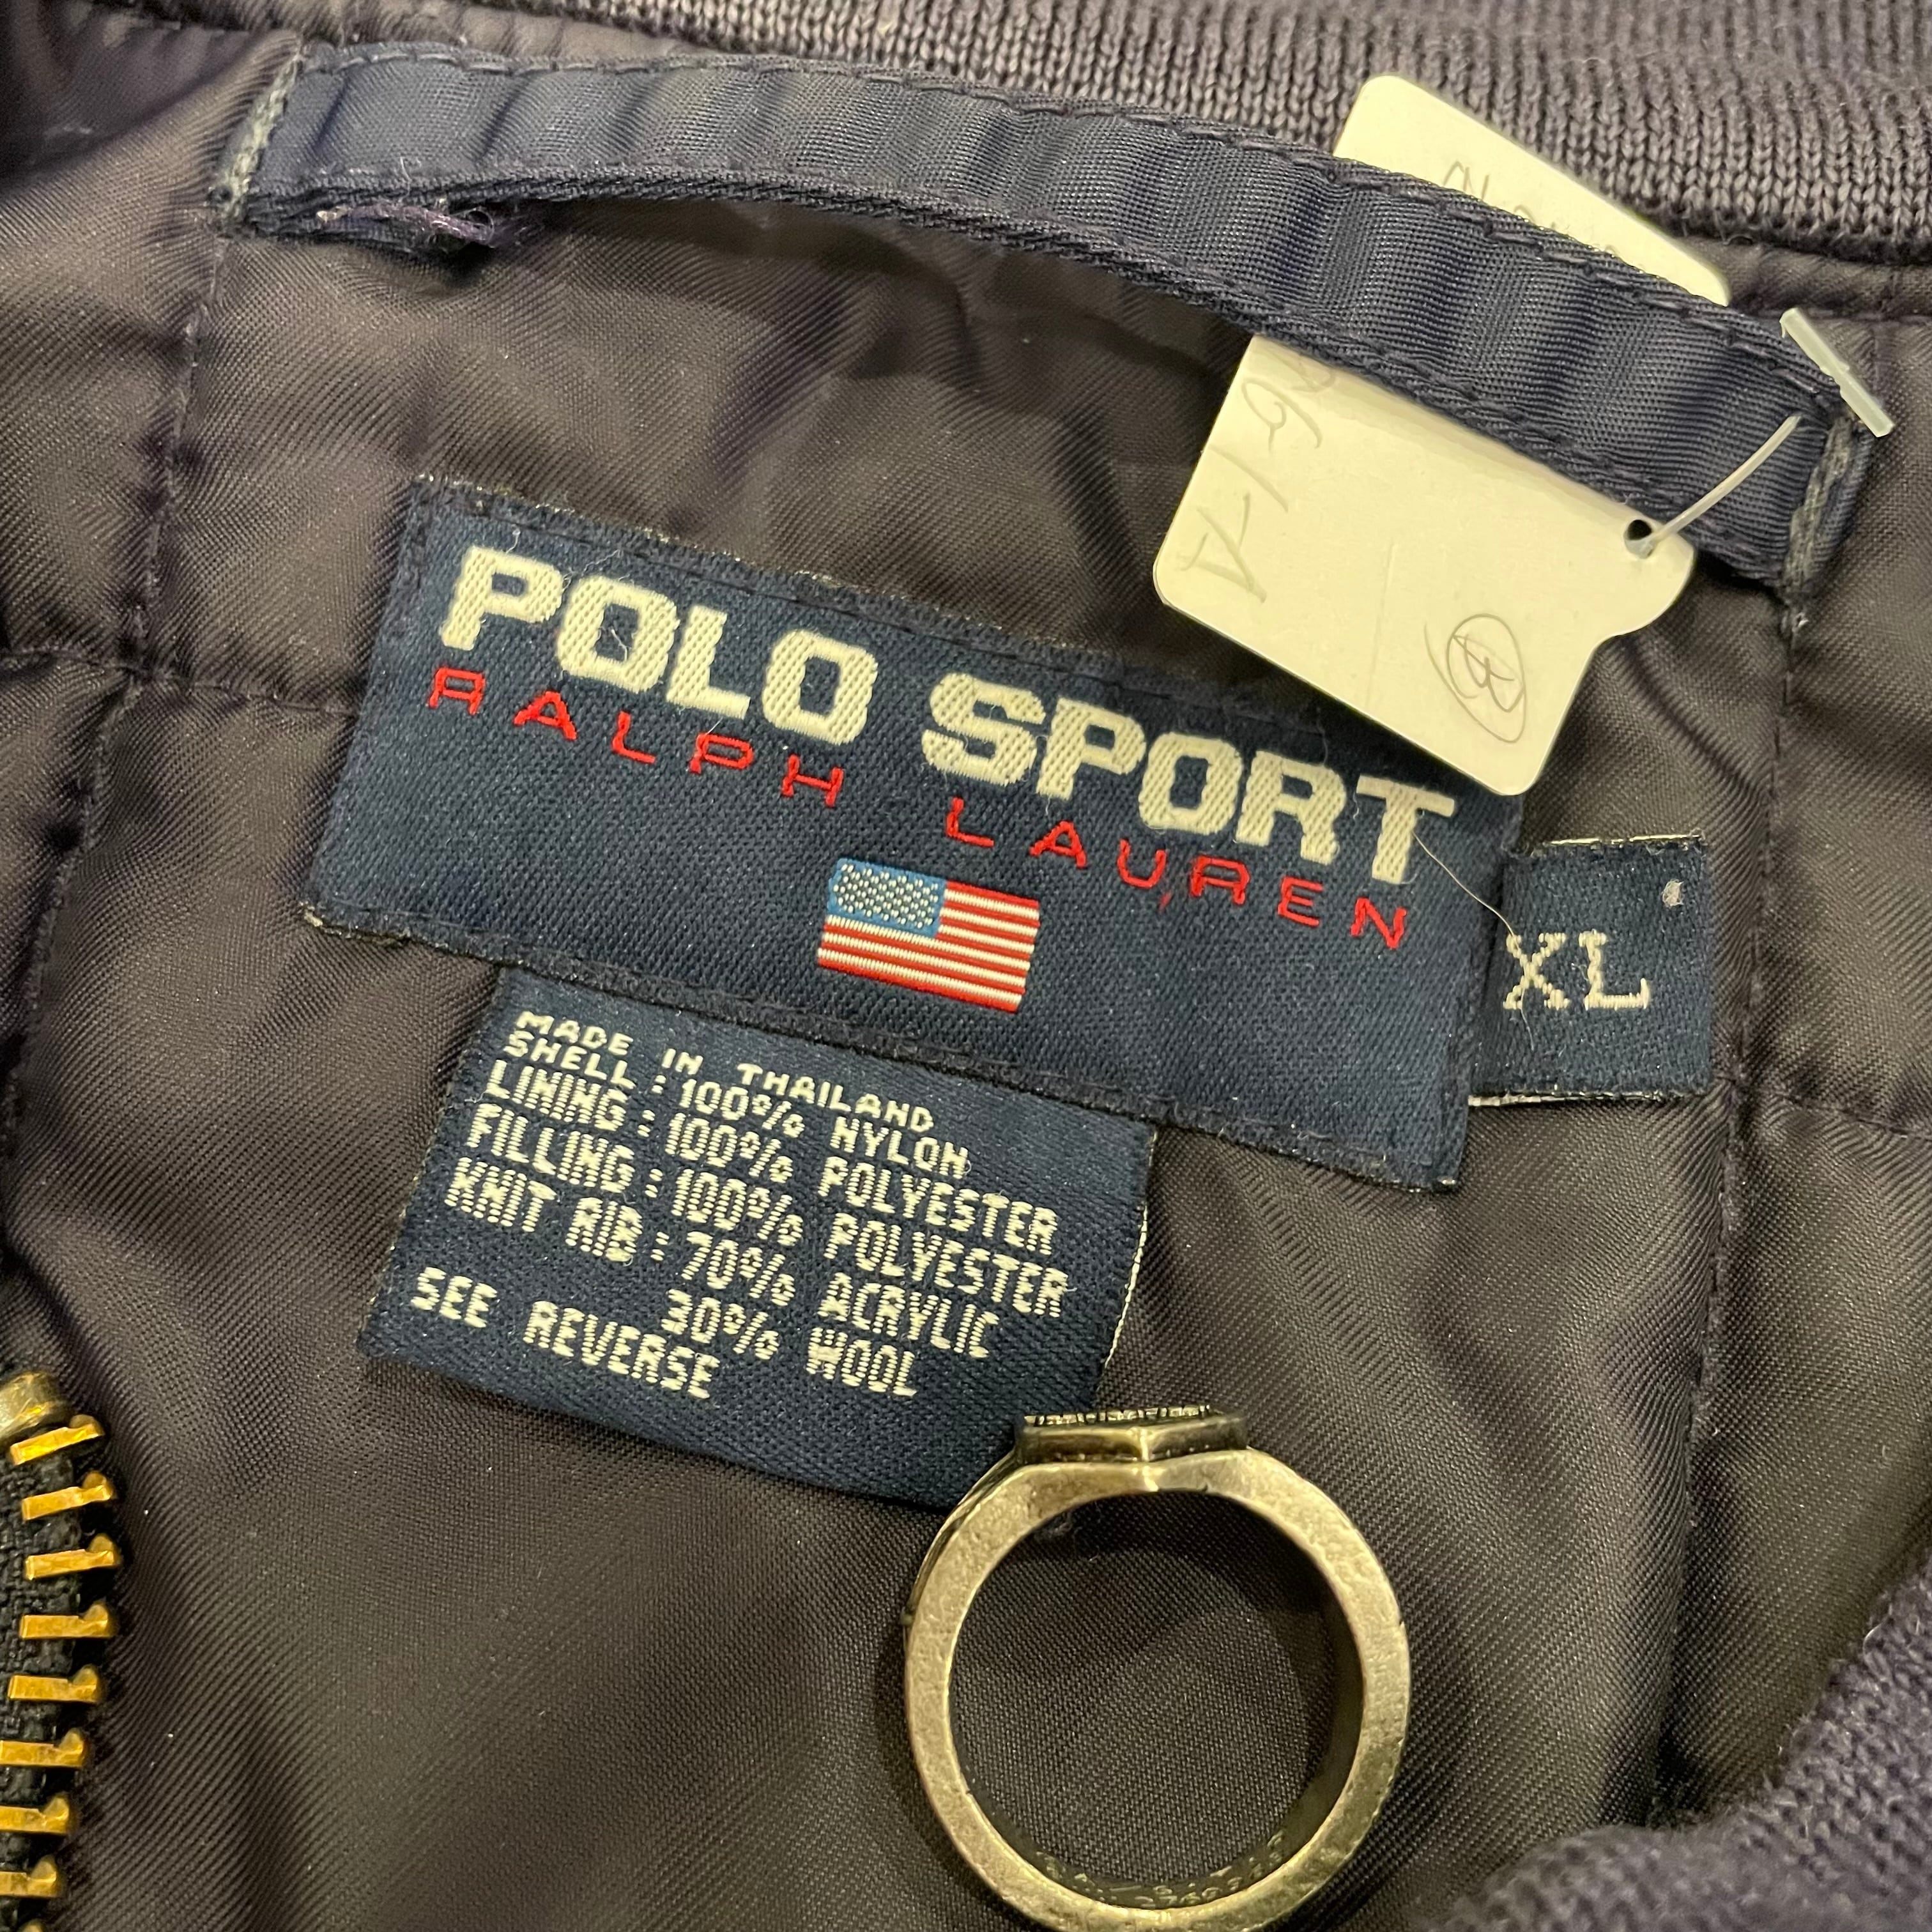 POLO SPORT
RALPH LAUREN
XL
MADE IN THAILAND
SHELL : 100% NYLON
LINING : 100% POLYESTER
FILLING : 100% POLYESTER
KNIT RIB : 70% ACRYLIC
30% WOOL
SEE REVERSE
B